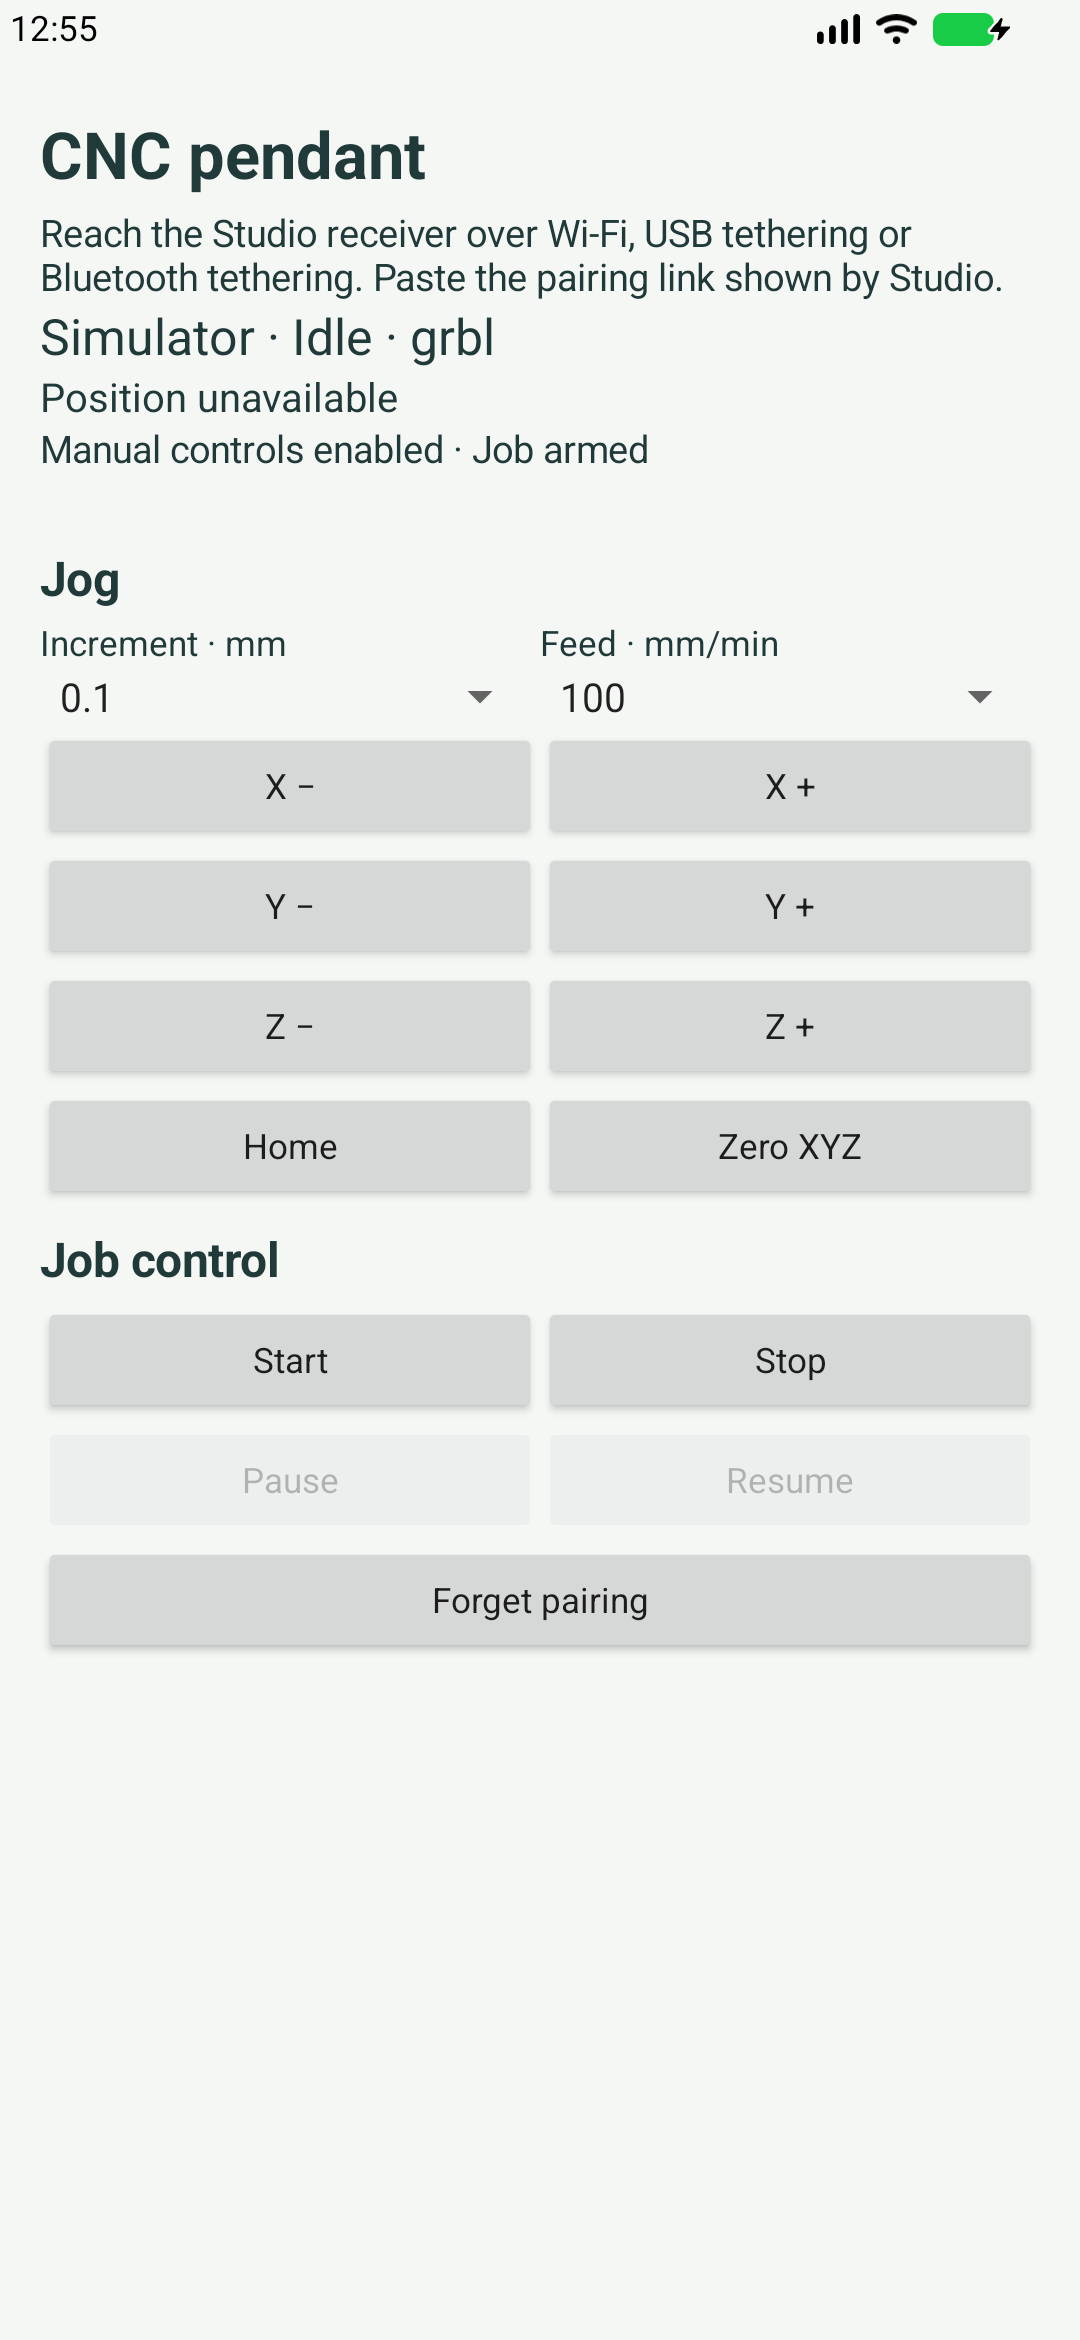 12:55
CNC pendant
Reach the Studio receiver over Wi-Fi, USB tethering or
Bluetooth tethering. Paste the pairing link shown by Studio.
Simulator · Idle · grbl
Position unavailable
Manual controls enabled · Job armed
Jog
Increment · mm Feed · mm/min
0.1 100
X − X +
Y − Y +
Z − Z +
Home Zero XYZ
Job control
Start Stop
Pause Resume
Forget pairing